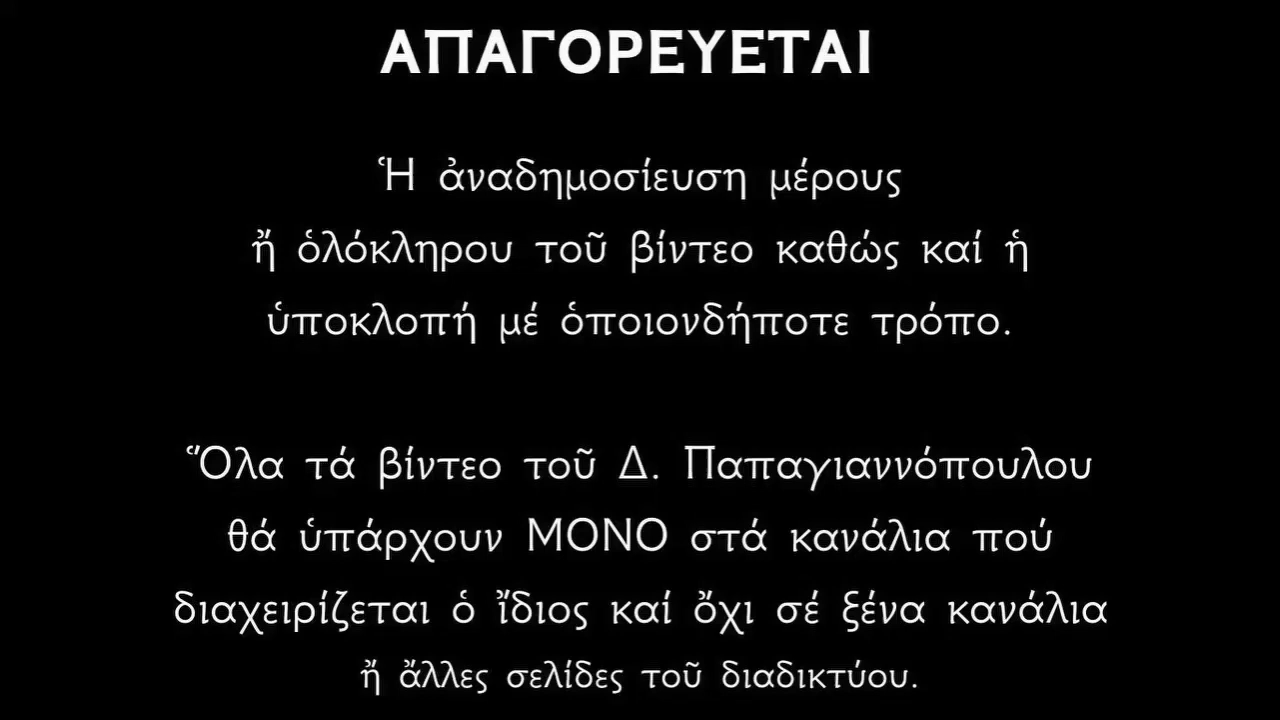 ΑΠΑΓΟΡΕΥΕΤΑΙ
Ἡ ἀναδημοσίευση μέρους
ἤ ὁλόκληρου τοῦ βίντεο καθώς καί ἡ
ὑποκλοπή μέ ὁποιονδήποτε τρόπο.
Ὅλα τά βίντεο τοῦ Δ. Παπαγιαννόπουλου
θά ὑπάρχουν ΜΟΝΟ στά κανάλια πού
διαχειρίζεται ὁ ἴδιος καί ὄχι σέ ξένα κανάλια
ἤ ἄλλες σελίδες τοῦ διαδικτύου.